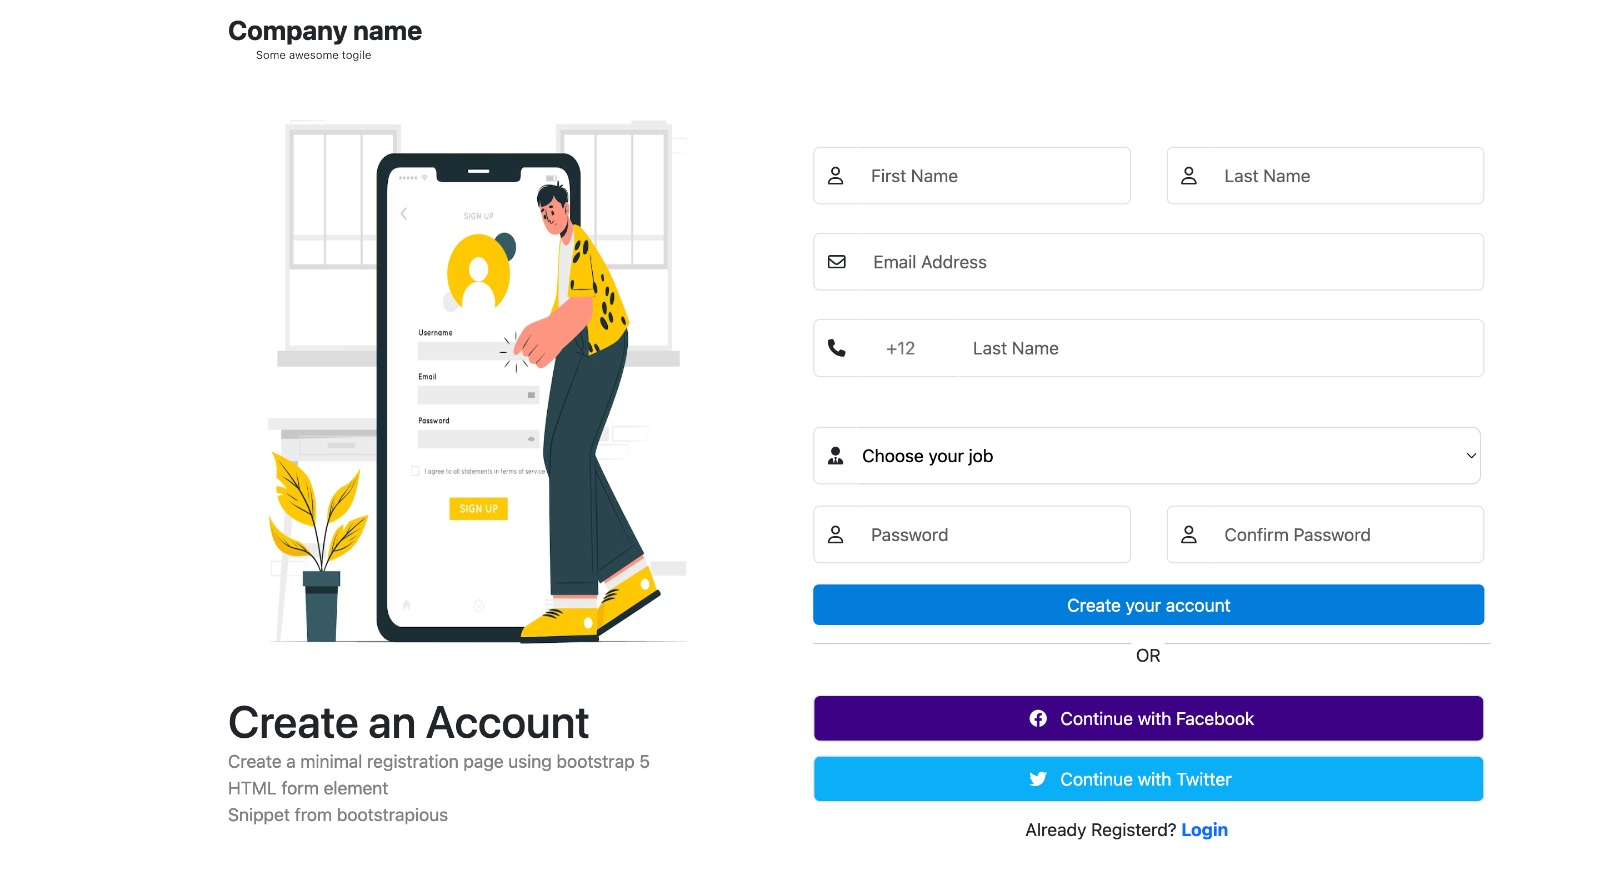 Company name
Some awesome togile
SIGN UP
Username
Email
Password
I agree to all statements in terms of service
SIGN UP
Create an Account
Create a minimal registration page using bootstrap 5
HTML form element
Snippet from bootstrapious
First Name
Last Name
Email Address
+12
Last Name
Choose your job
Password
Confirm Password
Create your account
OR
Continue with Facebook
Continue with Twitter
Already Registerd? Login